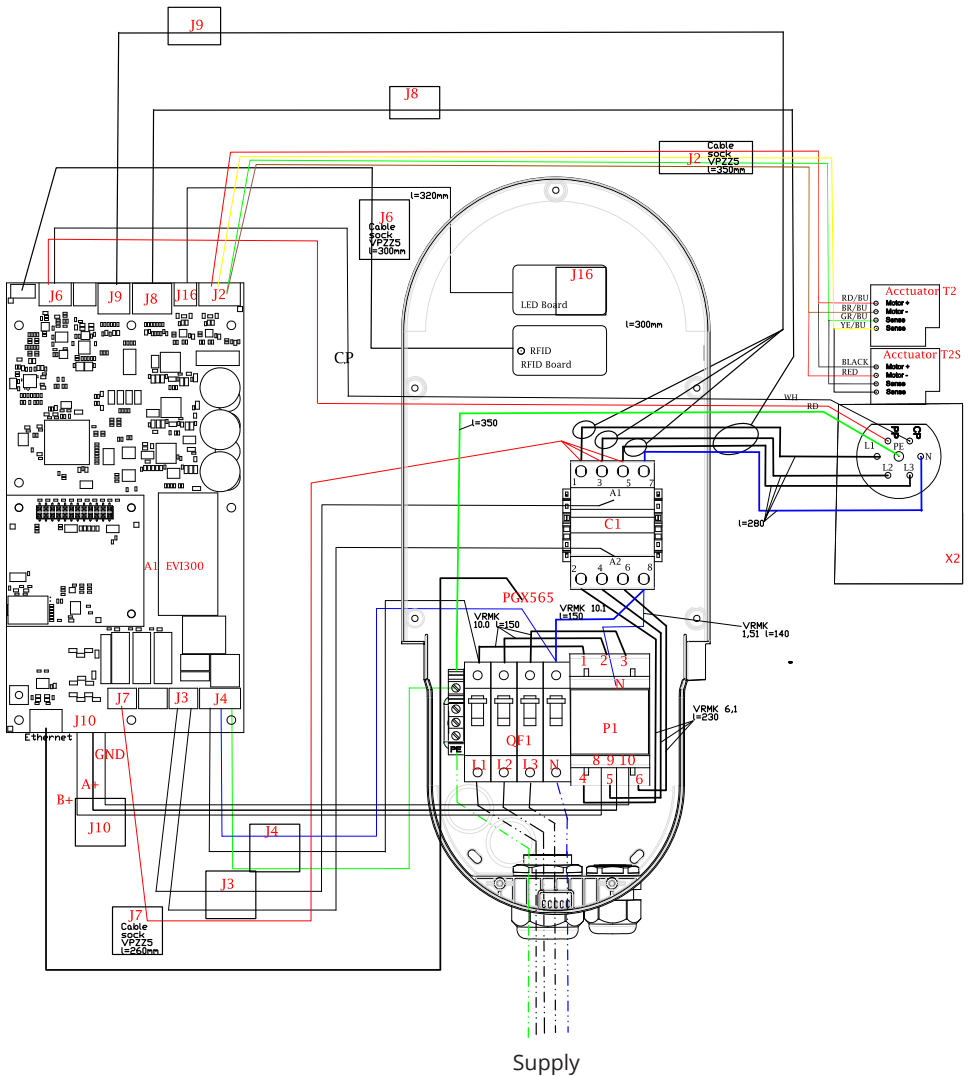 J9
J8
J2
Cable
sock
VPZZ5
l=350mm
l=320mm
J6
Cable
sock
VPZZ5
l=300mm
J6
J9
J8
J16
J2
J16
LED Board
l=300mm
RFID
RFID Board
CP
Acctuator T2
RD/BU
Motor +
BR/BU
Motor -
GR/BU
Sense
YE/BU
Sense
Acctuator T2S
BLACK
Motor +
RED
Motor -
Sense
Sense
WH
RD
l=350
PP
CP
L1
PE
N
L2
L3
1
3
5
7
A1
C1
A2
2
4
6
8
l=280
X2
A1
EVI300
PGX565
VRMK
10.0 l=150
VRMK 10.1
l=150
VRMK
1,51 l=140
1
2
3
N
J7
J3
J4
J10
Ethernet
PE
QF1
L1
L2
L3
N
P1
8
9
10
4
5
6
VRMK 6,1
l=230
GND
A+
B+
J10
J4
J3
J7
Cable
sock
VPZZ5
l=260mm
Supply